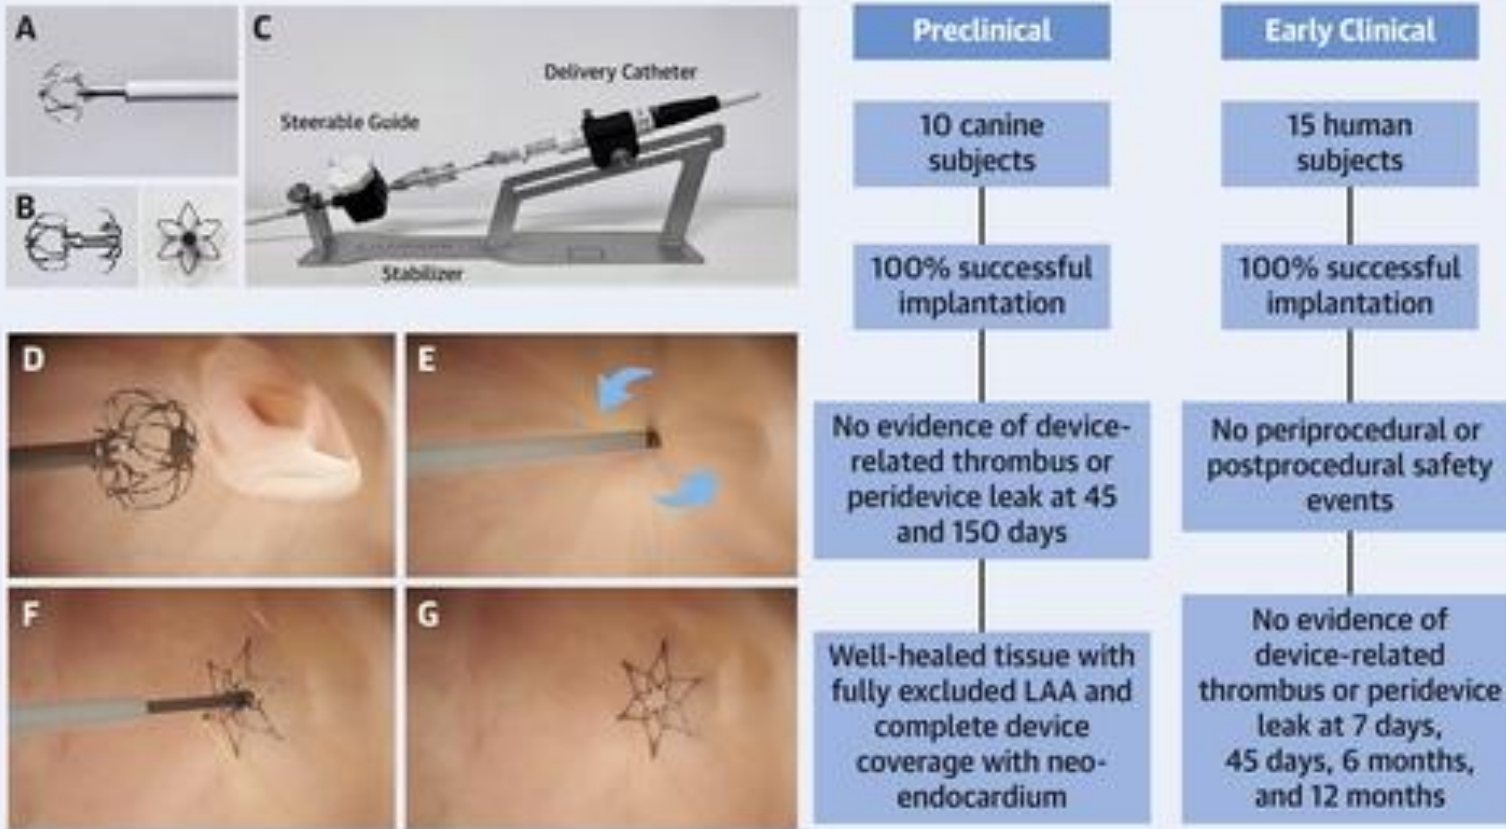 A
C
Delivery Catheter
Steerable Guide
B
Stabilizer
D
E
F
G
Preclinical
10 canine
subjects
100% successful
implantation
No evidence of device-
related thrombus or
peridevice leak at 45
and 150 days
Well-healed tissue with
fully excluded LAA and
complete device
coverage with neo-
endocardium
Early Clinical
15 human
subjects
100% successful
implantation
No periprocedural or
postprocedural safety
events
No evidence of
device-related
thrombus or peridevice
leak at 7 days,
45 days, 6 months,
and 12 months